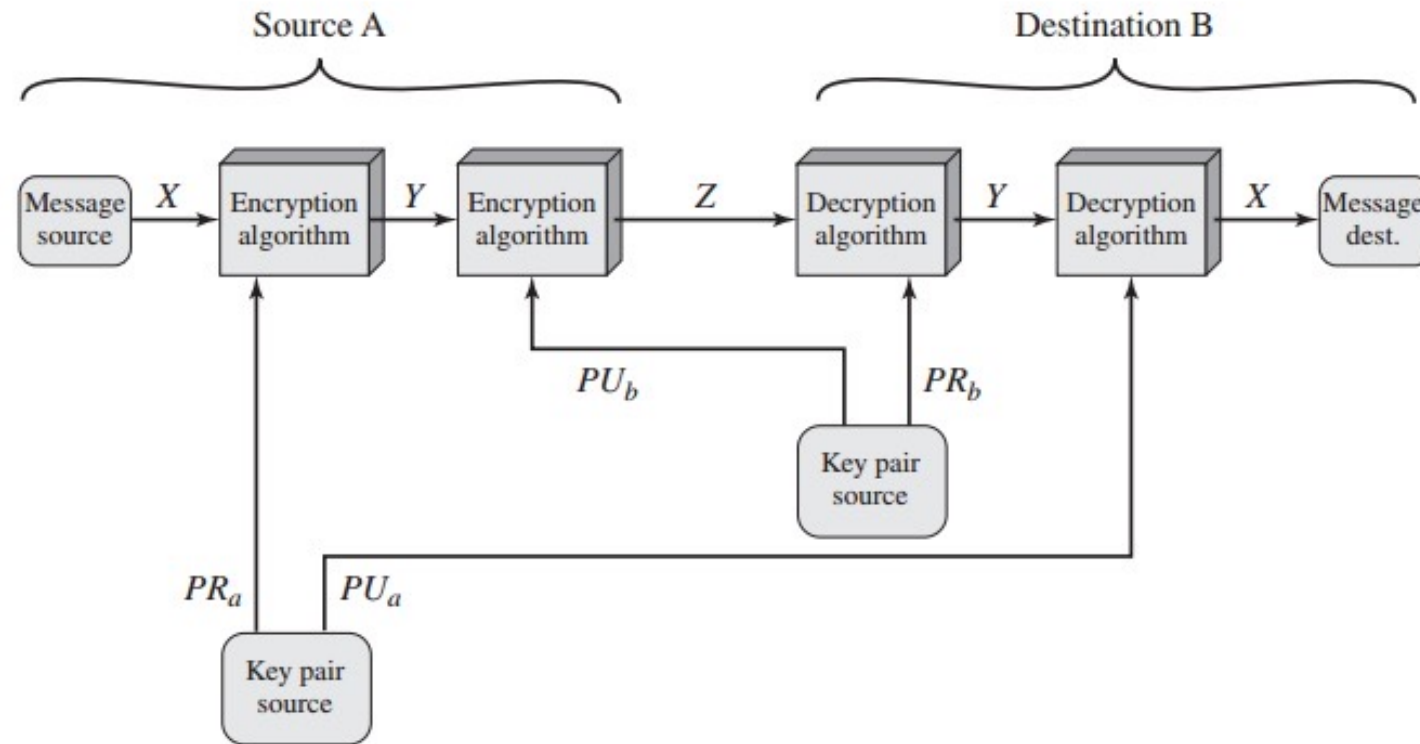 Source A
Destination B
Message
source
X
Encryption
algorithm
Y
Encryption
algorithm
Z
Decryption
algorithm
Y
Decryption
algorithm
X
Message
dest.
PU_b
PR_b
Key pair
source
PR_a
PU_a
Key pair
source